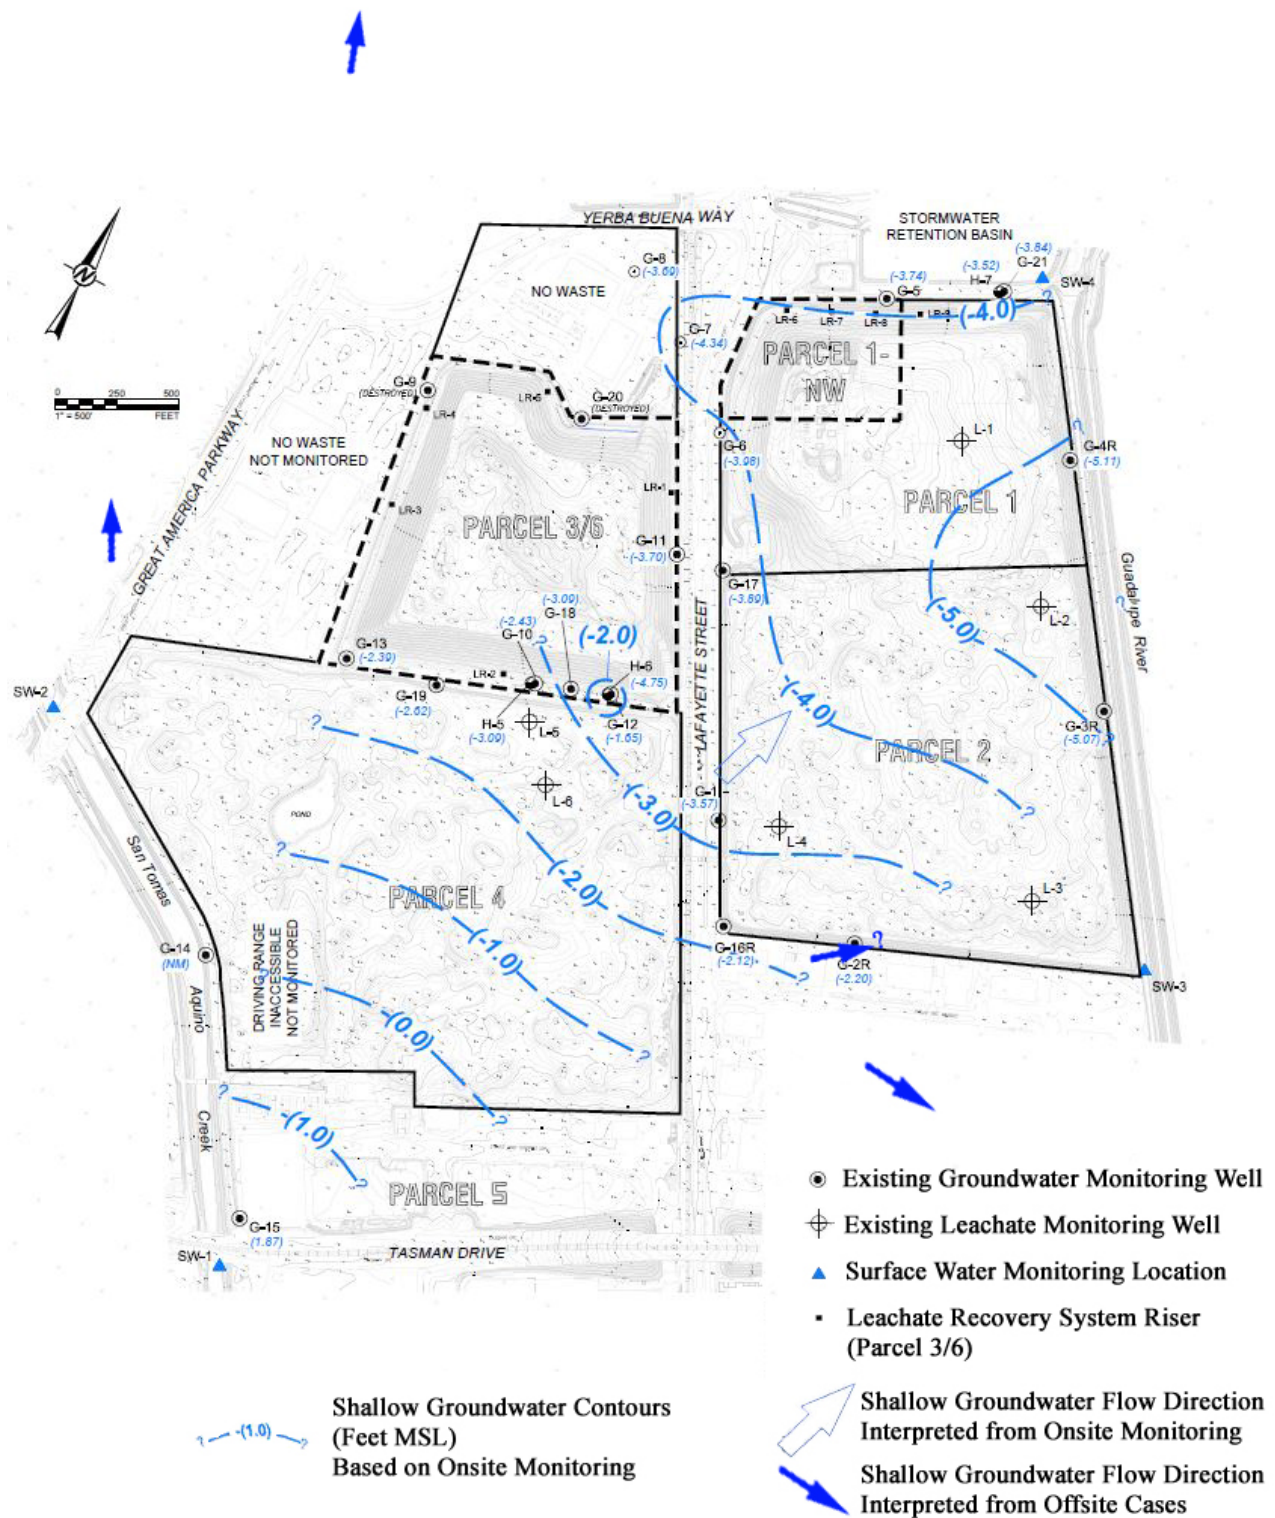 YERBA BUENA WAY
STORMWATER
RETENTION BASIN
(-3.84)
G-21
(-3.52)
H-7
SW-4
(-3.74)
G-5
G-8
(-3.69)
NO WASTE
N
LR-6
LR-7
LR-8
LR-9
(-4.0)
G-7
(-4.34)
PARCEL 1-
NW
0 250 500
1" = 500' FEET
G-9
(DESTROYED)
LR-4
LR-5
G-20
(DESTROYED)
NO WASTE
NOT MONITORED
GREAT AMERICA PARKWAY
G-6
(-3.98)
L-1
?
?
G-4R
(-5.11)
LR-1
LR-3
PARCEL 3/6
PARCEL 1
G-11
(-3.70)
G-17
(-3.89)
Guadalupe River
(-5.0)
L-2
?
(-3.09)
G-18
(-2.43)
G-10
(-2.0)
?
H-6
(-4.75)
G-13
(-2.39)
LR-2
G-19
(-2.62)
H-5
(-3.09)
L-5
G-12
(-1.65)
LAFAYETTE STREET
-(-4.0)
G-3R
(-5.07)
?
SW-2
?
PARCEL 2
L-6
(-3.0)
G-1
(-3.57)
?
POND
L-4
San Tomas
?
(-2.0)
?
PARCEL 4
L-3
(-1.0)
G-14
(NM)
DRIVING RANGE
INACCESSIBLE
NOT MONITORED
?
G-16R
(-2.12)
?
G-2R
(-2.20)
?
SW-3
Aquino
-(0.0)
?
Creek
?
-(1.0)
?
?
PARCEL 5
G-15
(1.87)
SW-1
TASMAN DRIVE
Existing Groundwater Monitoring Well
Existing Leachate Monitoring Well
Surface Water Monitoring Location
Leachate Recovery System Riser
(Parcel 3/6)
Shallow Groundwater Flow Direction
Interpreted from Onsite Monitoring
Shallow Groundwater Flow Direction
Interpreted from Offsite Cases
? -(1.0) ?
Shallow Groundwater Contours
(Feet MSL)
Based on Onsite Monitoring